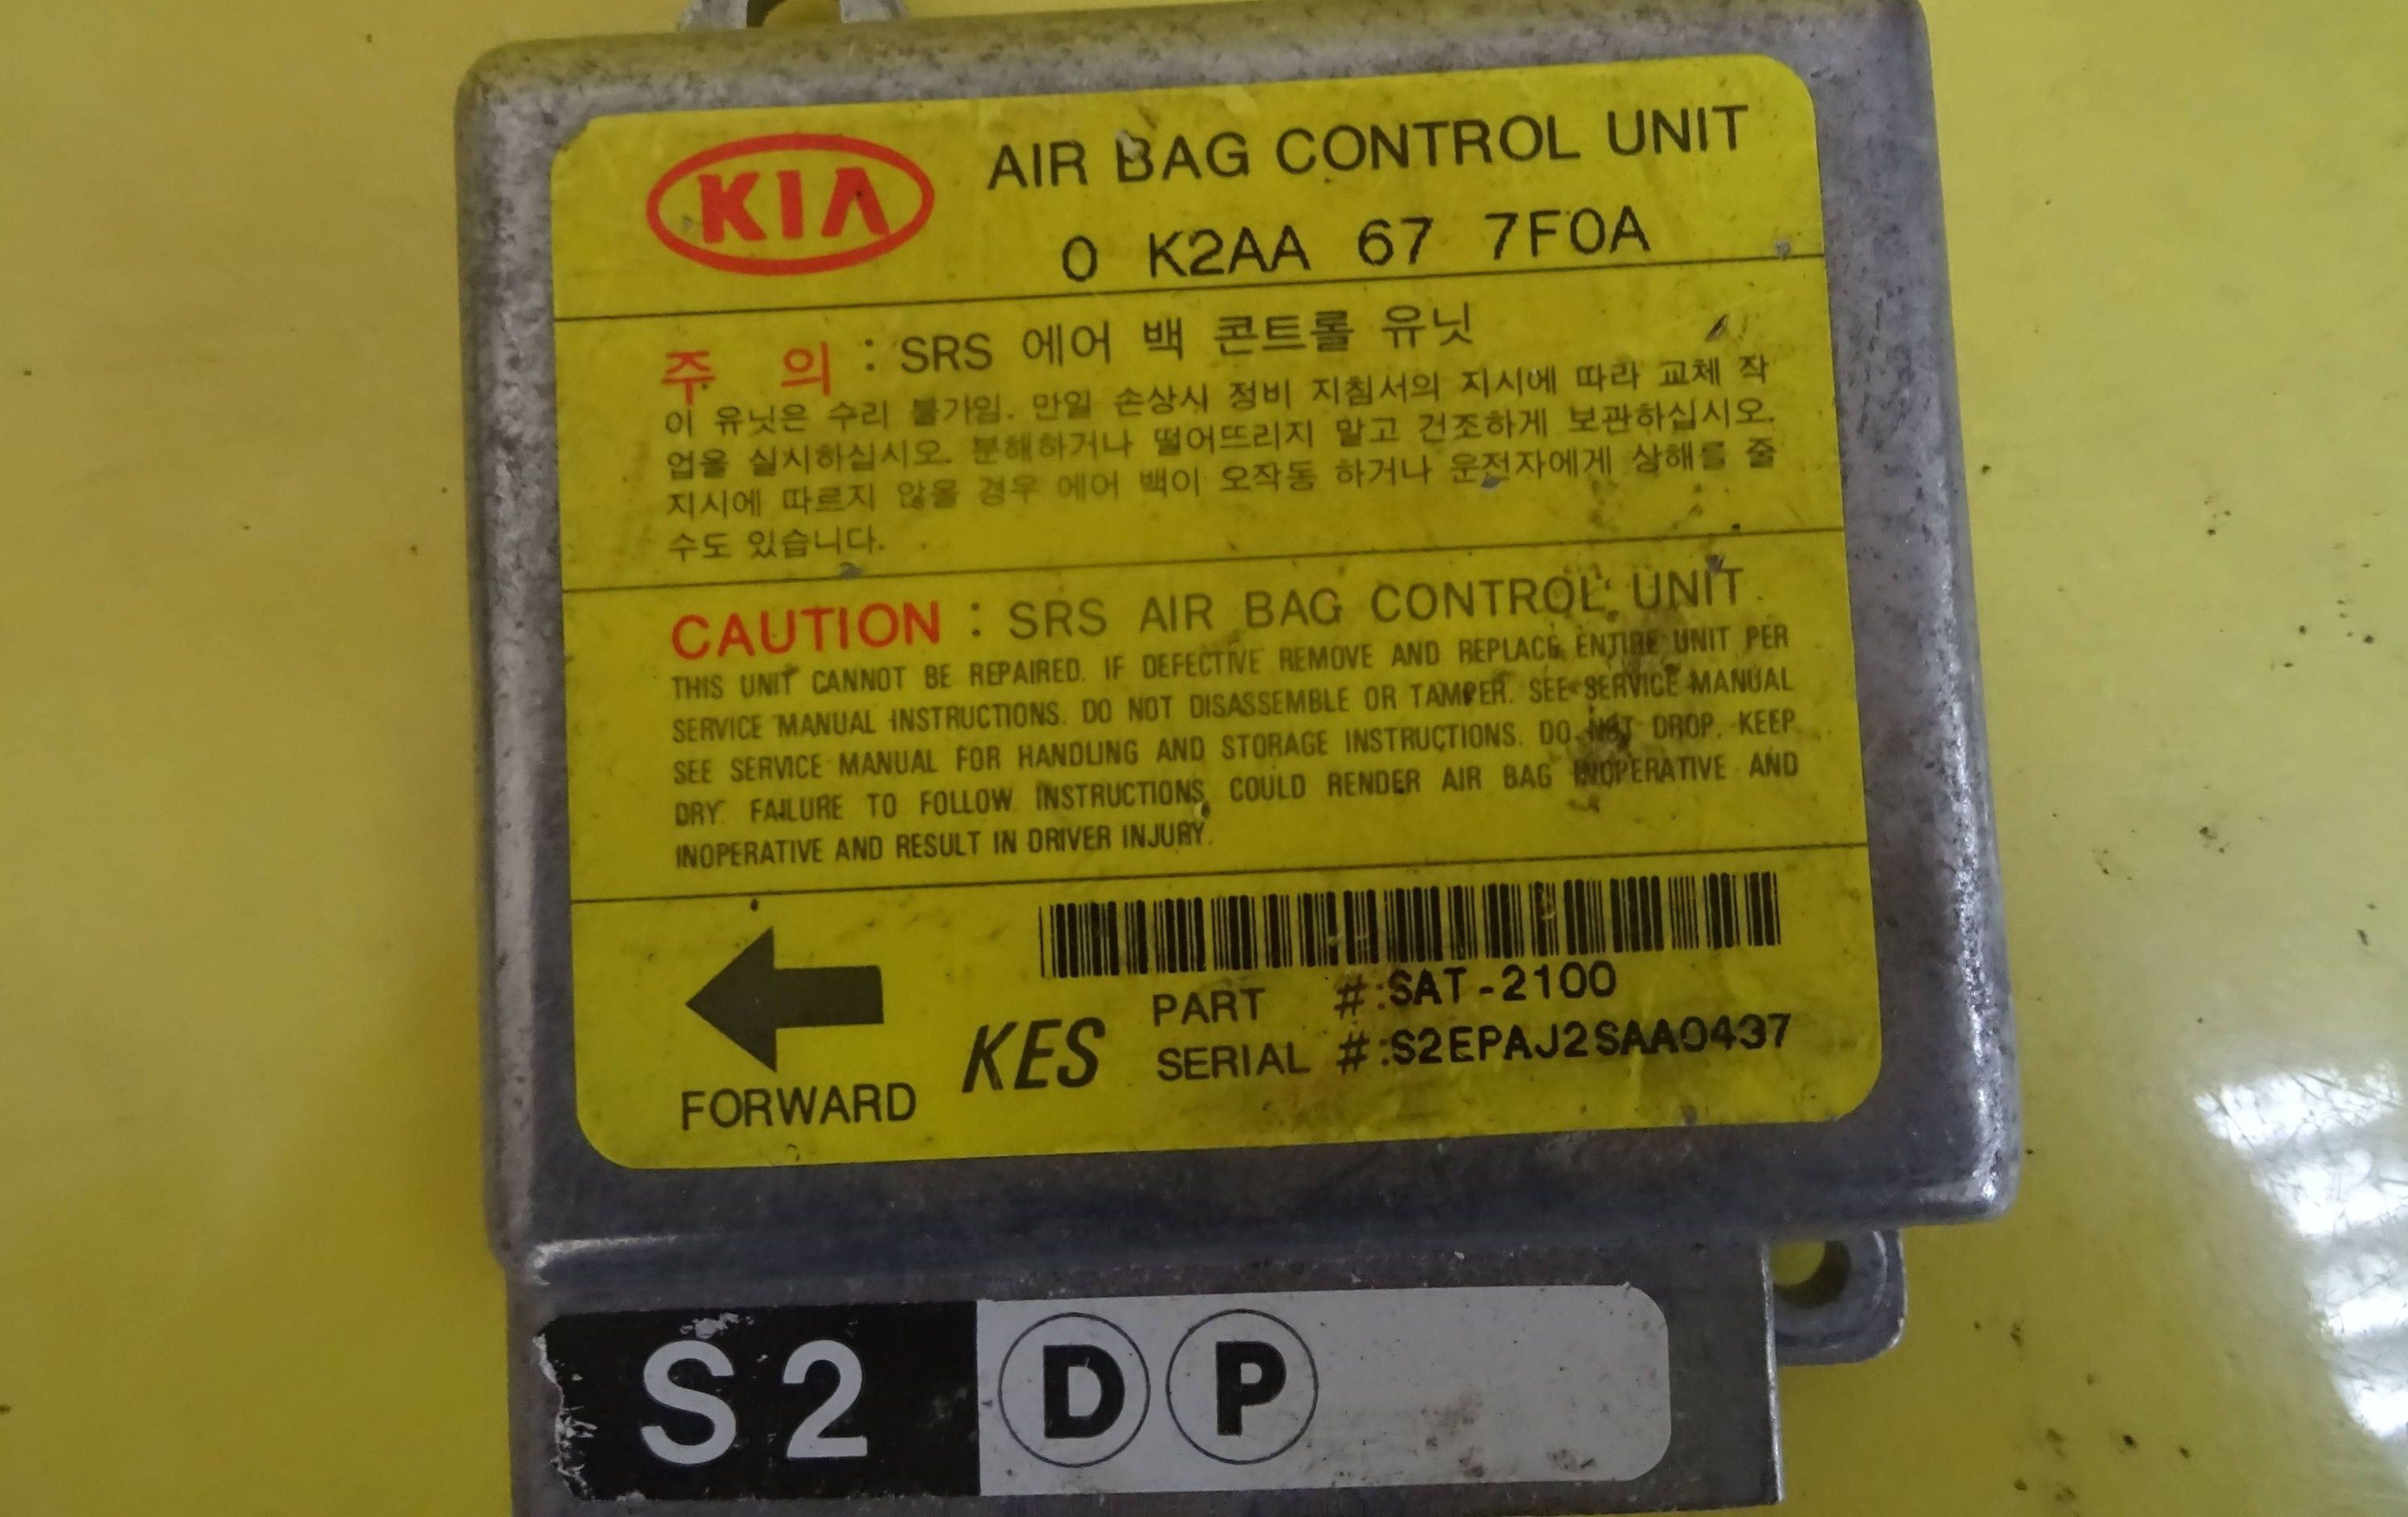 KIA
AIR BAG CONTROL UNIT
0 K2AA 67 7F0A
주 의 : SRS 에어 백 콘트롤 유닛
이 유닛은 수리 불가임. 만일 손상시 정비 지침서의 지시에 따라 교체 작
업을 실시하십시오. 분해하거나 떨어뜨리지 말고 건조하게 보관하십시오.
지시에 따르지 않을 경우 에어 백이 오작동 하거나 운전자에게 상해를 줄
수도 있습니다.
CAUTION : SRS AIR BAG CONTROL UNIT
THIS UNIT CANNOT BE REPAIRED. IF DEFECTIVE REMOVE AND REPLACE ENTIRE UNIT PER
SERVICE MANUAL INSTRUCTIONS. DO NOT DISASSEMBLE OR TAMPER. SEE SERVICE MANUAL
SEE SERVICE MANUAL FOR HANDLING AND STORAGE INSTRUCTIONS. DO NOT DROP. KEEP
DRY. FAILURE TO FOLLOW INSTRUCTIONS COULD RENDER AIR BAG INOPERATIVE AND
INOPERATIVE AND RESULT IN DRIVER INJURY.
FORWARD
KES
PART #:SAT-2100
SERIAL #:S2EPAJ2SAA0437
S2 D P